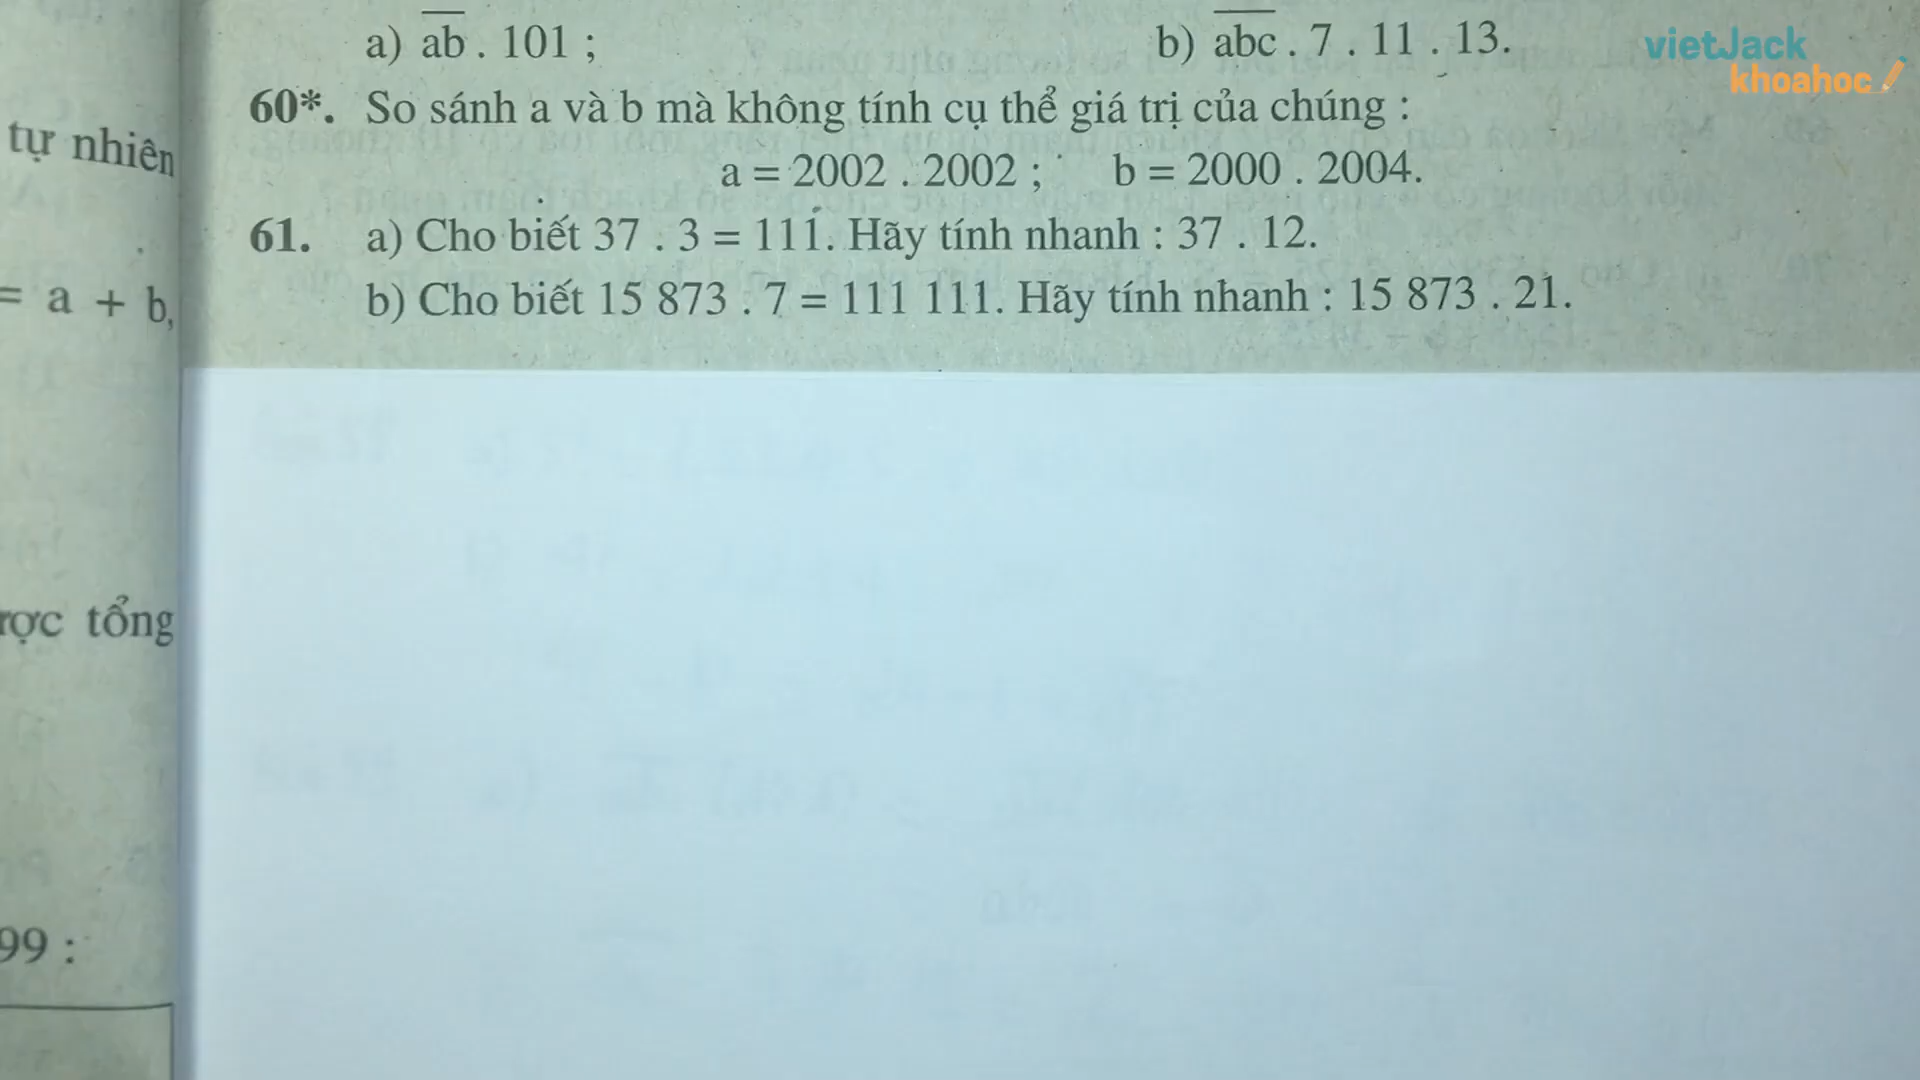 a) ab . 101 ;
b) abc . 7 . 11 . 13.
vietJack
khoahoc
60*. So sánh a và b mà không tính cụ thể giá trị của chúng :
a = 2002 . 2002 ; b = 2000 . 2004.
61. a) Cho biết 37 . 3 = 111. Hãy tính nhanh : 37 . 12.
b) Cho biết 15 873 . 7 = 111 111. Hãy tính nhanh : 15 873 . 21.
tự nhiên
= a + b,
tổng
99 :